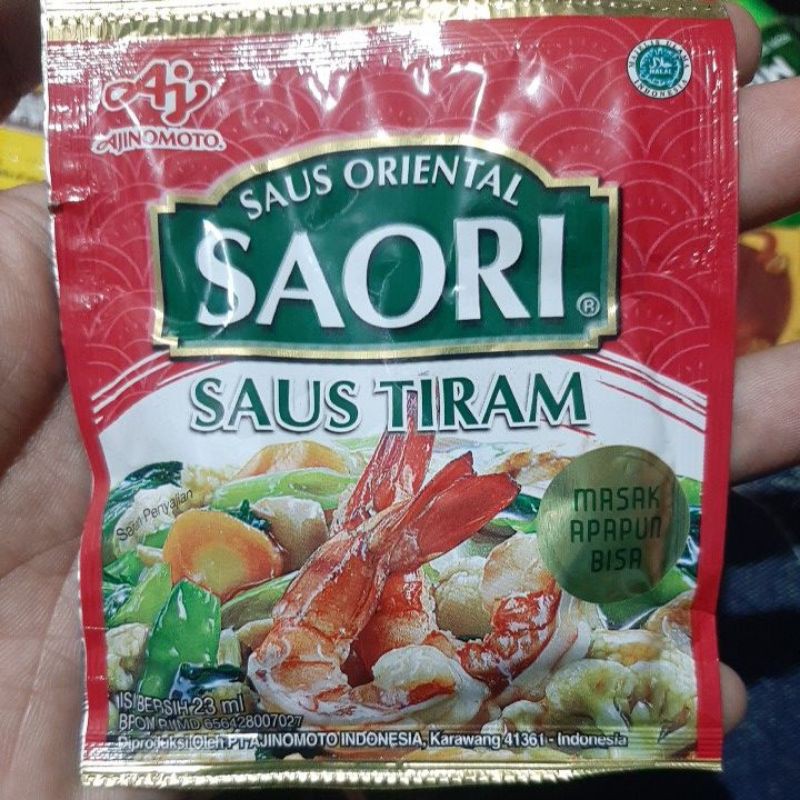 AJINOMOTO
HALAL
SAUS ORIENTAL
SAORI®
SAUS TIRAM
MASAK
APAPUN
BISA
Saran Penyajian
ISI BERSIH 23 ml
BPOM RI MD 656428007027
Diproduksi Oleh PT AJINOMOTO INDONESIA, Karawang 41361 - Indonesia